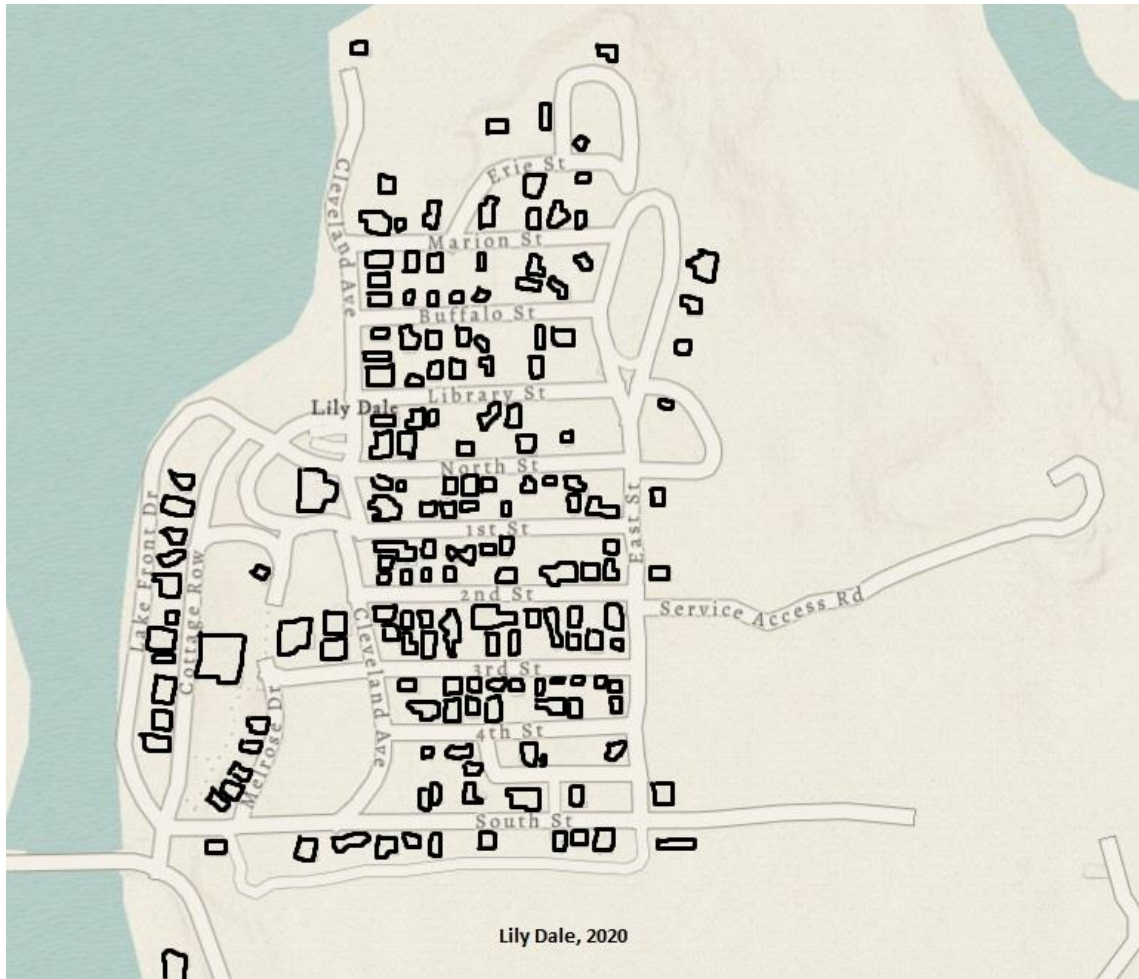 Erie St
Cleveland Ave
Marion St
Buffalo St
Library St
Lily Dale
North St
Lake Front Dr
1st St
East St
Cottage Row
2nd St
Service Access Rd
Cleveland Ave
3rd St
Melrose Dr
4th St
South St
Lily Dale, 2020